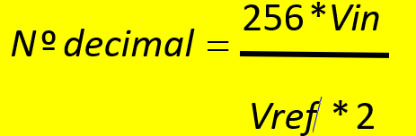 256*Vin
Nº decimal =
Vref * 2